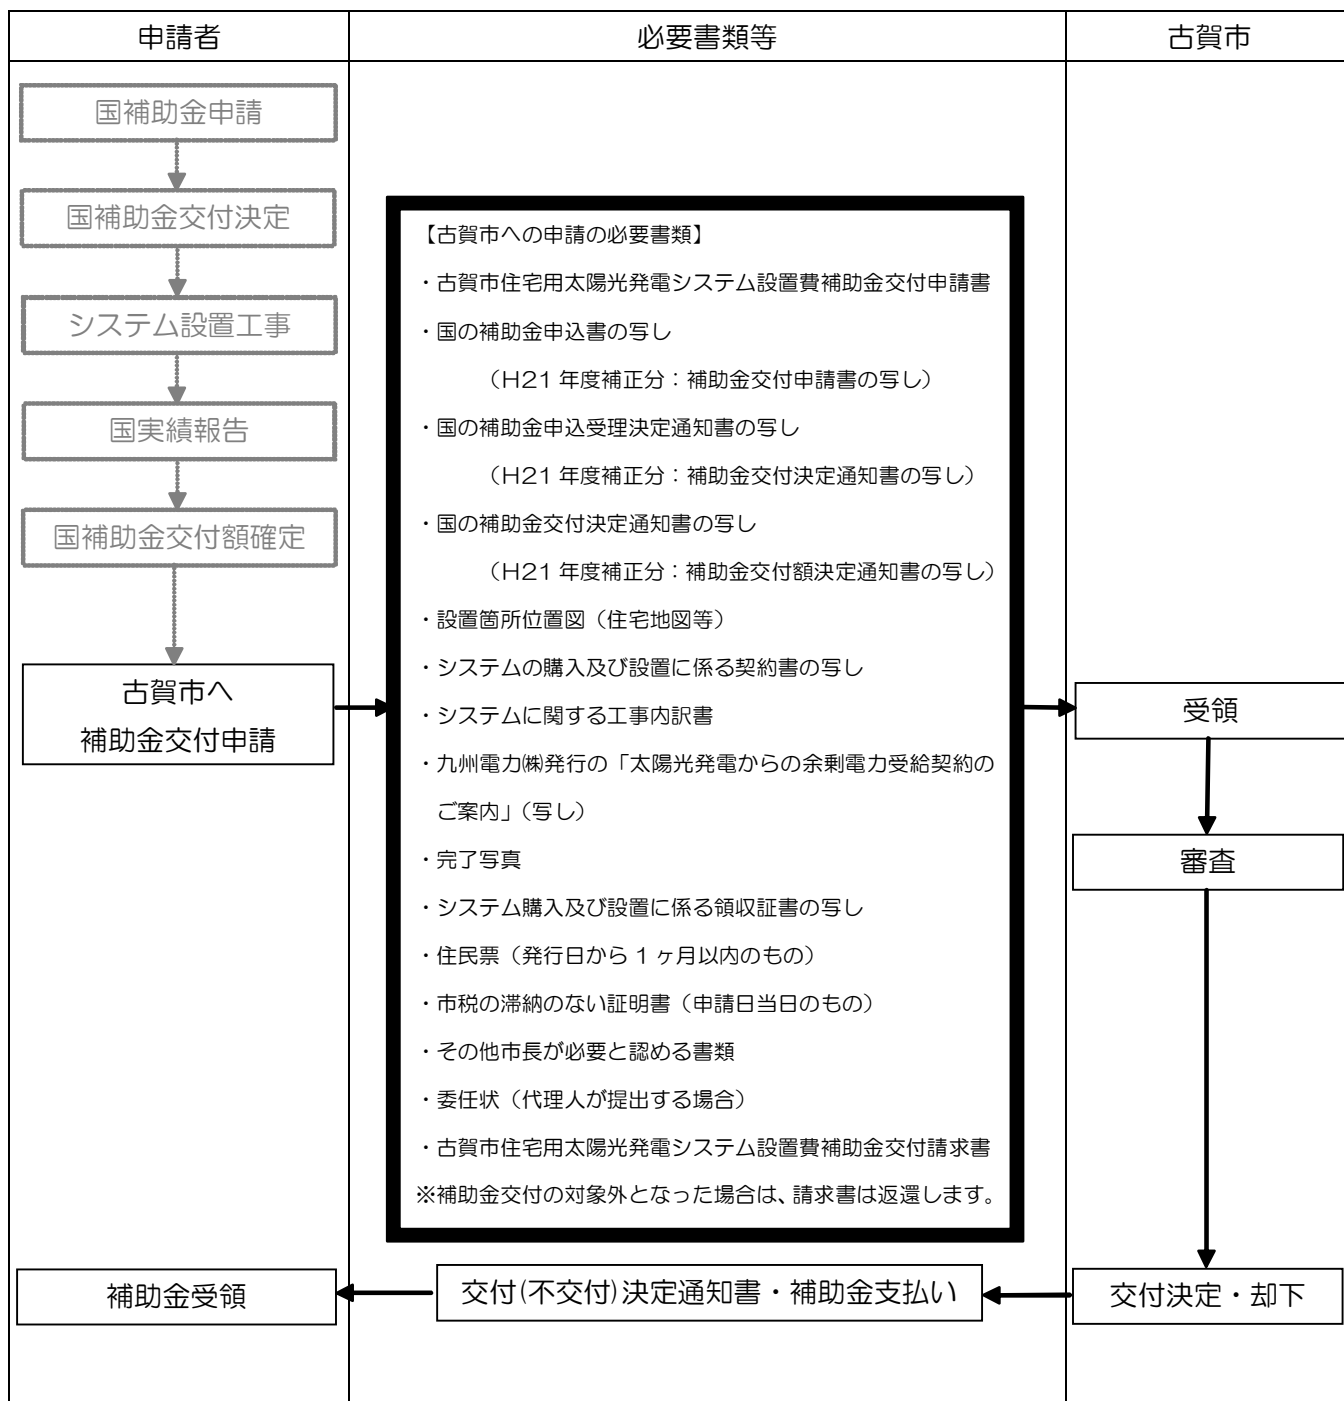 申請者
必要書類等
古賀市
国補助金申請
国補助金交付決定
システム設置工事
国実績報告
国補助金交付額確定
古賀市へ
補助金交付申請
【古賀市への申請の必要書類】
・古賀市住宅用太陽光発電システム設置費補助金交付申請書
・国の補助金申込書の写し
（H21年度補正分：補助金交付申請書の写し）
・国の補助金申込受理決定通知書の写し
（H21年度補正分：補助金交付決定通知書の写し）
・国の補助金交付決定通知書の写し
（H21年度補正分：補助金交付額決定通知書の写し）
・設置箇所位置図（住宅地図等）
・システムの購入及び設置に係る契約書の写し
・システムに関する工事内訳書
・九州電力㈱発行の「太陽光発電からの余剰電力受給契約の
ご案内」（写し）
・完了写真
・システム購入及び設置に係る領収証書の写し
・住民票（発行日から1ヶ月以内のもの）
・市税の滞納のない証明書（申請日当日のもの）
・その他市長が必要と認める書類
・委任状（代理人が提出する場合）
・古賀市住宅用太陽光発電システム設置費補助金交付請求書
※補助金交付の対象外となった場合は、請求書は返還します。
受領
審査
交付決定・却下
交付(不交付)決定通知書・補助金支払い
補助金受領